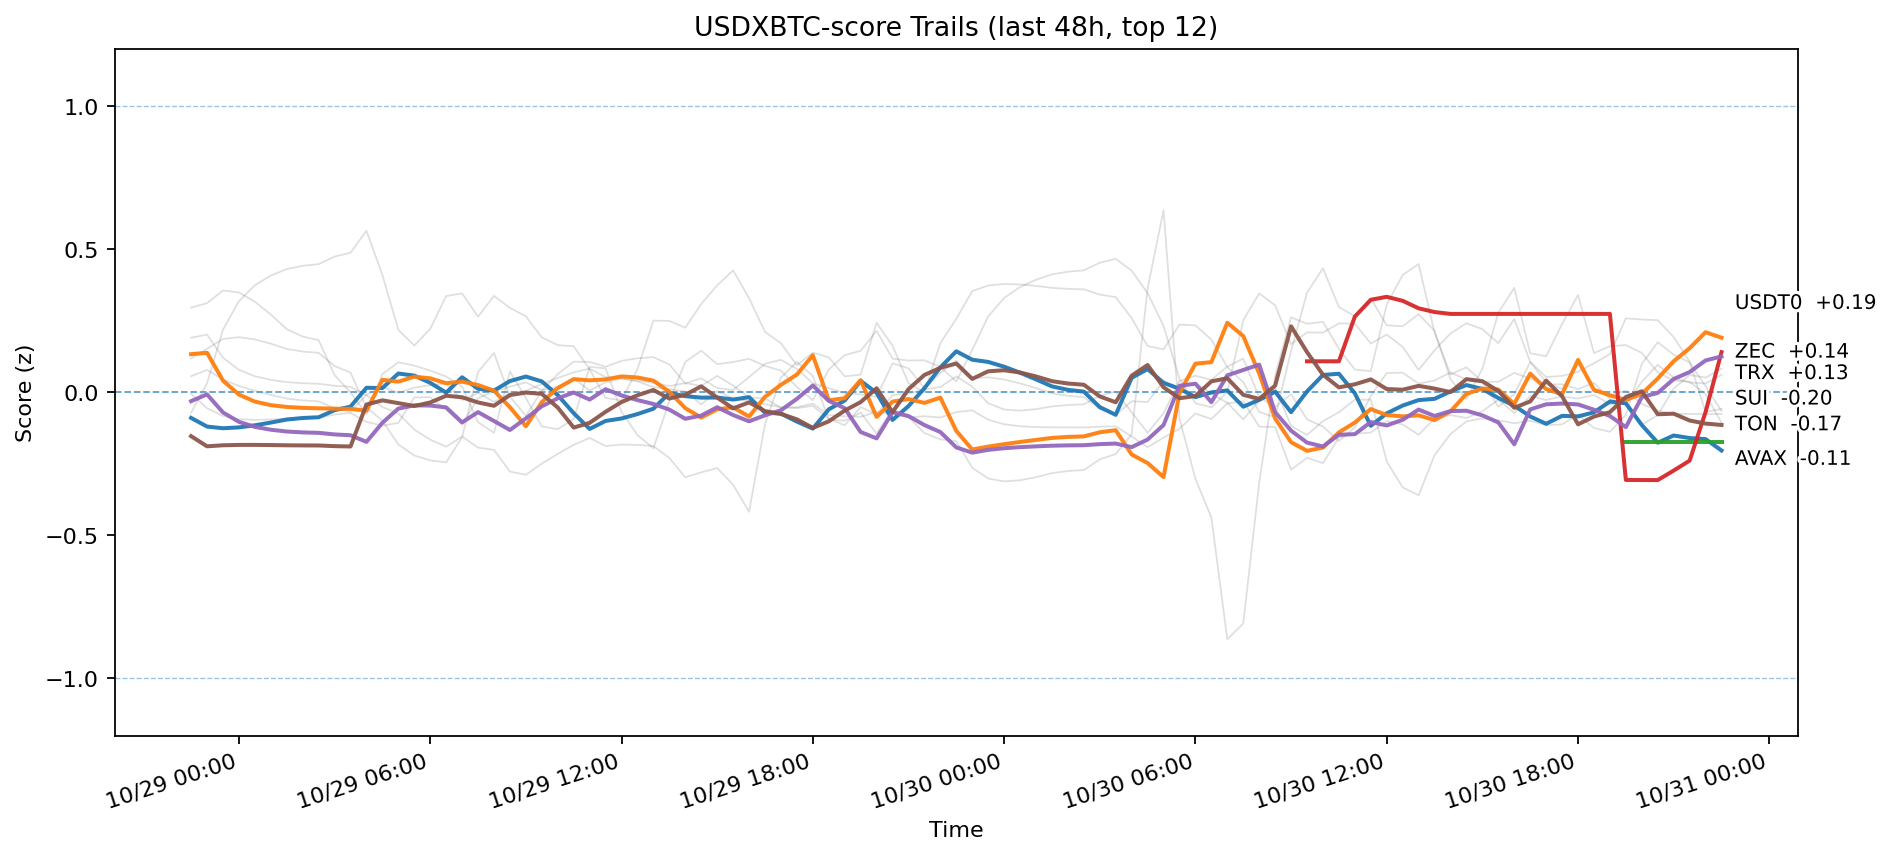 USDXBTC-score Trails (last 48h, top 12)
Score (z)
1.0
0.5
0.0
−0.5
−1.0
USDT0 +0.19
ZEC +0.14
TRX +0.13
SUI -0.20
TON -0.17
AVAX -0.11
10/29 00:00
10/29 06:00
10/29 12:00
10/29 18:00
10/30 00:00
10/30 06:00
10/30 12:00
10/30 18:00
10/31 00:00
Time